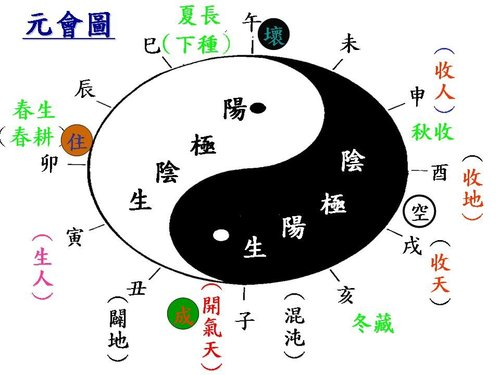 元會圖
夏長
(下種)
午
壞
未
(收人)
申
秋收
酉
(收地)
空
戌
(收天)
亥
冬藏
(混沌)
子
(開氣天)
成
(闢地)
丑
(生人)
寅
卯
住
春生
(春耕)
辰
巳
陽極陰生
陰極陽生